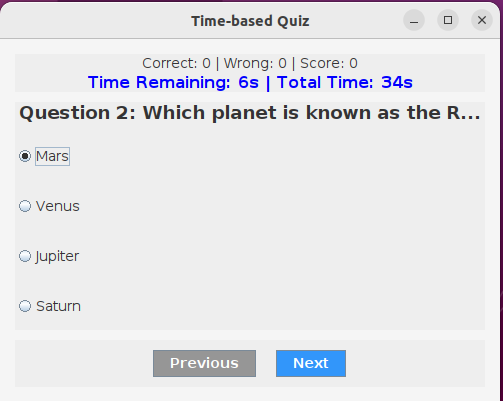 Time-based Quiz
Correct: 0 | Wrong: 0 | Score: 0
Time Remaining: 6s | Total Time: 34s
Question 2: Which planet is known as the R...
Mars
Venus
Jupiter
Saturn
Previous Next